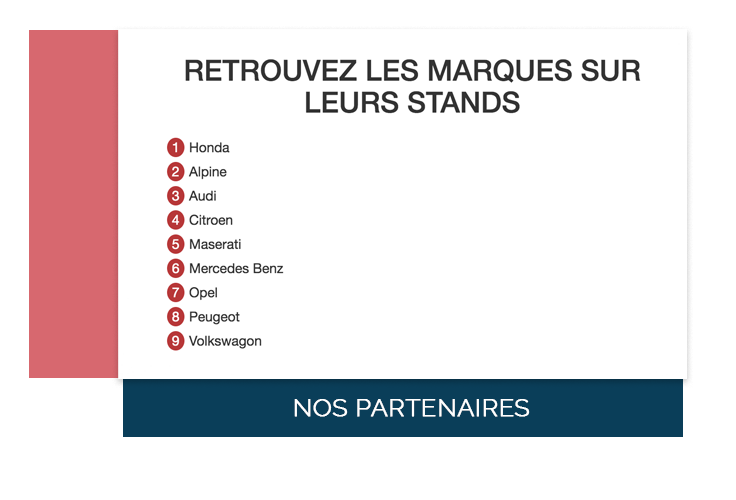 RETROUVEZ LES MARQUES SUR
LEURS STANDS
1 Honda
2 Alpine
3 Audi
4 Citroen
5 Maserati
6 Mercedes Benz
7 Opel
8 Peugeot
9 Volkswagon
NOS PARTENAIRES